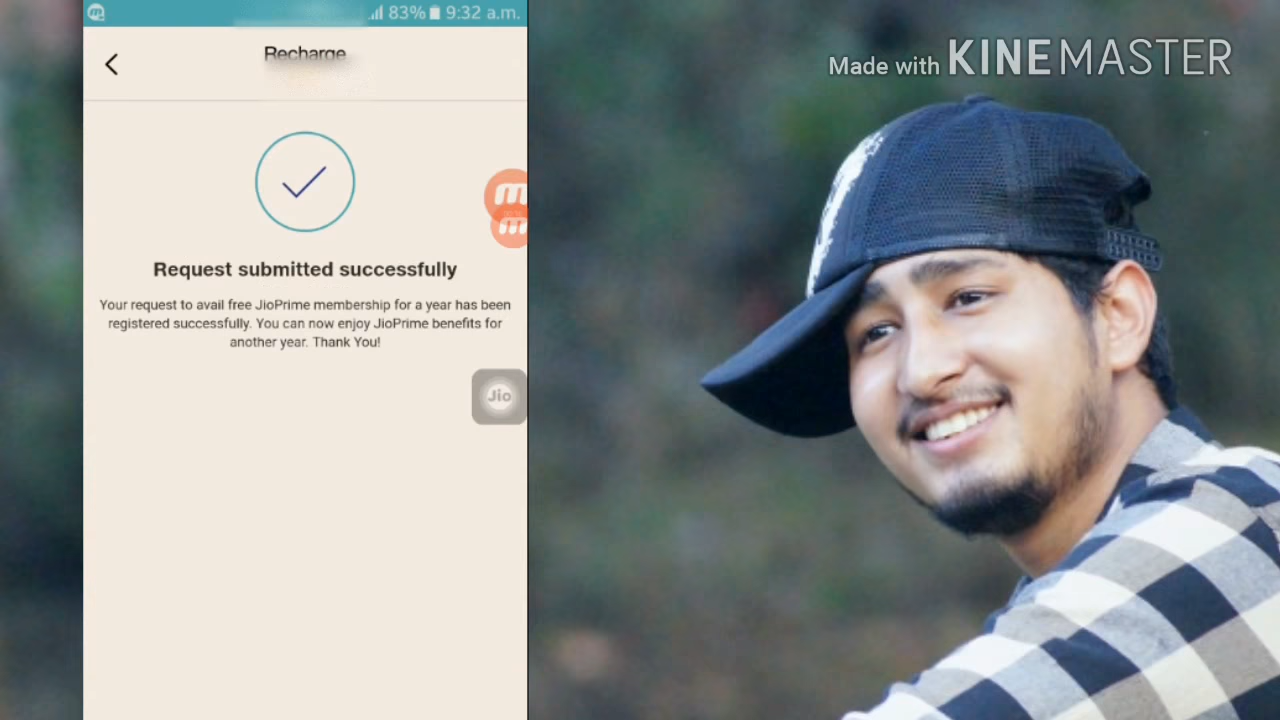 83% 9:32 a.m.
Recharge
Made with KINEMASTER
Request submitted successfully
Your request to avail free JioPrime membership for a year has been
registered successfully. You can now enjoy JioPrime benefits for
another year. Thank You!
Jio